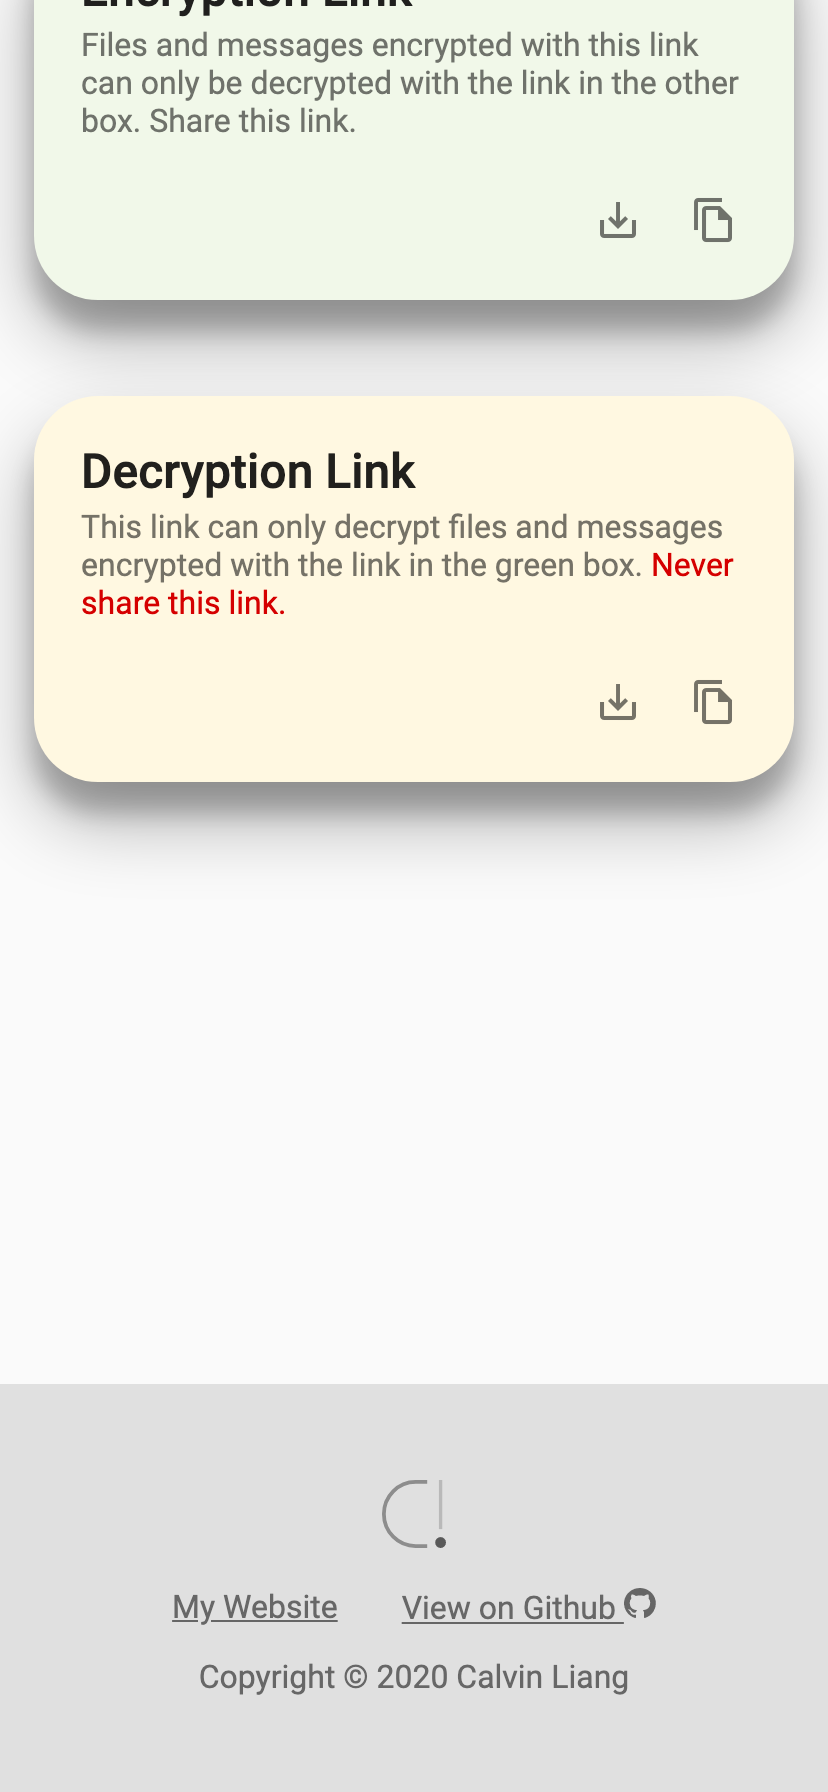 Encryption Link
Files and messages encrypted with this link
can only be decrypted with the link in the other
box. Share this link.
Decryption Link
This link can only decrypt files and messages
encrypted with the link in the green box. Never
share this link.
C!
My Website
View on Github
Copyright © 2020 Calvin Liang